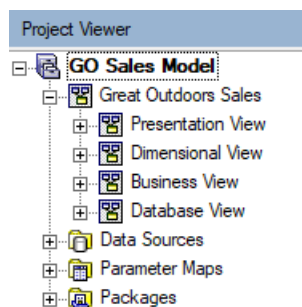 Project Viewer
GO Sales Model
Great Outdoors Sales
Presentation View
Dimensional View
Business View
Database View
Data Sources
Parameter Maps
Packages